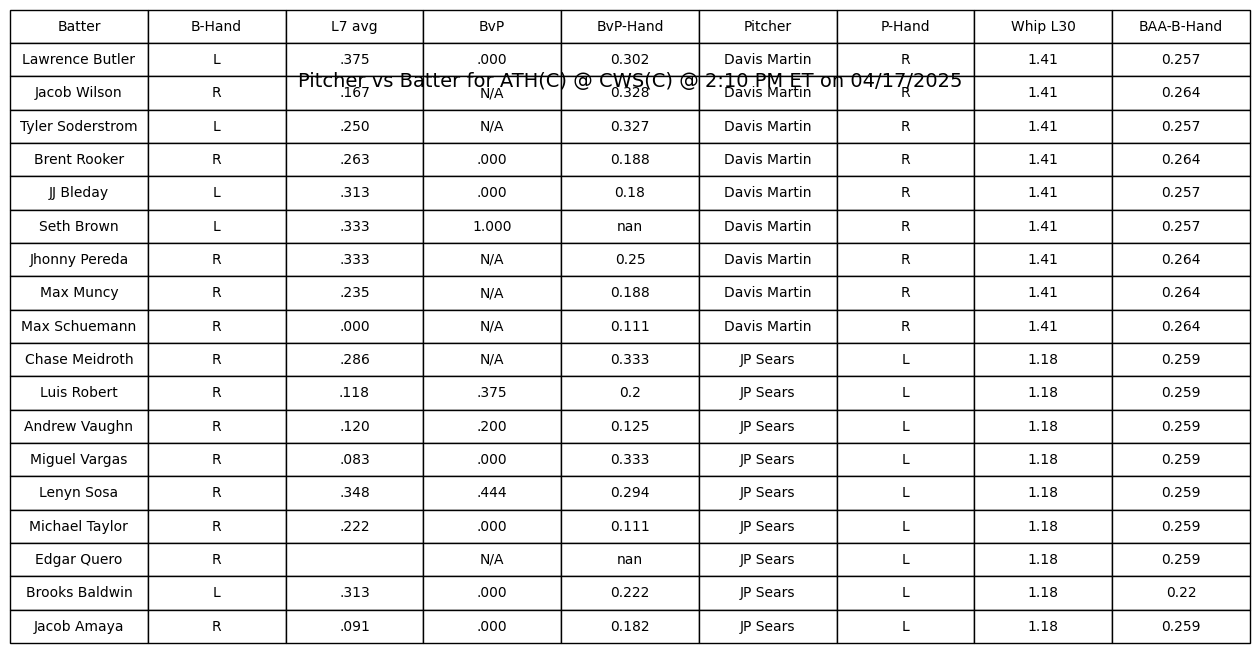 Batter B-Hand L7 avg BvP BvP-Hand Pitcher P-Hand Whip L30 BAA-B-Hand
Lawrence Butler L .375 .000 0.302 Davis Martin R 1.41 0.257
Pitcher vs Batter for ATH(C) @ CWS(C) @ 2:10 PM ET on 04/17/2025
Jacob Wilson R .167 N/A 0.328 Davis Martin R 1.41 0.264
Tyler Soderstrom L .250 N/A 0.327 Davis Martin R 1.41 0.257
Brent Rooker R .263 .000 0.188 Davis Martin R 1.41 0.264
JJ Bleday L .313 .000 0.18 Davis Martin R 1.41 0.257
Seth Brown L .333 1.000 nan Davis Martin R 1.41 0.257
Jhonny Pereda R .333 N/A 0.25 Davis Martin R 1.41 0.264
Max Muncy R .235 N/A 0.188 Davis Martin R 1.41 0.264
Max Schuemann R .000 N/A 0.111 Davis Martin R 1.41 0.264
Chase Meidroth R .286 N/A 0.333 JP Sears L 1.18 0.259
Luis Robert R .118 .375 0.2 JP Sears L 1.18 0.259
Andrew Vaughn R .120 .200 0.125 JP Sears L 1.18 0.259
Miguel Vargas R .083 .000 0.333 JP Sears L 1.18 0.259
Lenyn Sosa R .348 .444 0.294 JP Sears L 1.18 0.259
Michael Taylor R .222 .000 0.111 JP Sears L 1.18 0.259
Edgar Quero R N/A nan JP Sears L 1.18 0.259
Brooks Baldwin L .313 .000 0.222 JP Sears L 1.18 0.22
Jacob Amaya R .091 .000 0.182 JP Sears L 1.18 0.259